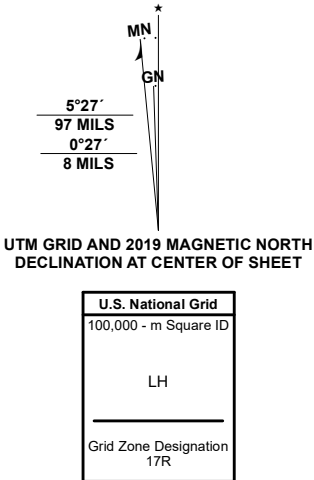 ★
MN
GN
5°27´
97 MILS
0°27´
8 MILS
UTM GRID AND 2019 MAGNETIC NORTH
DECLINATION AT CENTER OF SHEET
U.S. National Grid
100,000 - m Square ID
LH
Grid Zone Designation
17R